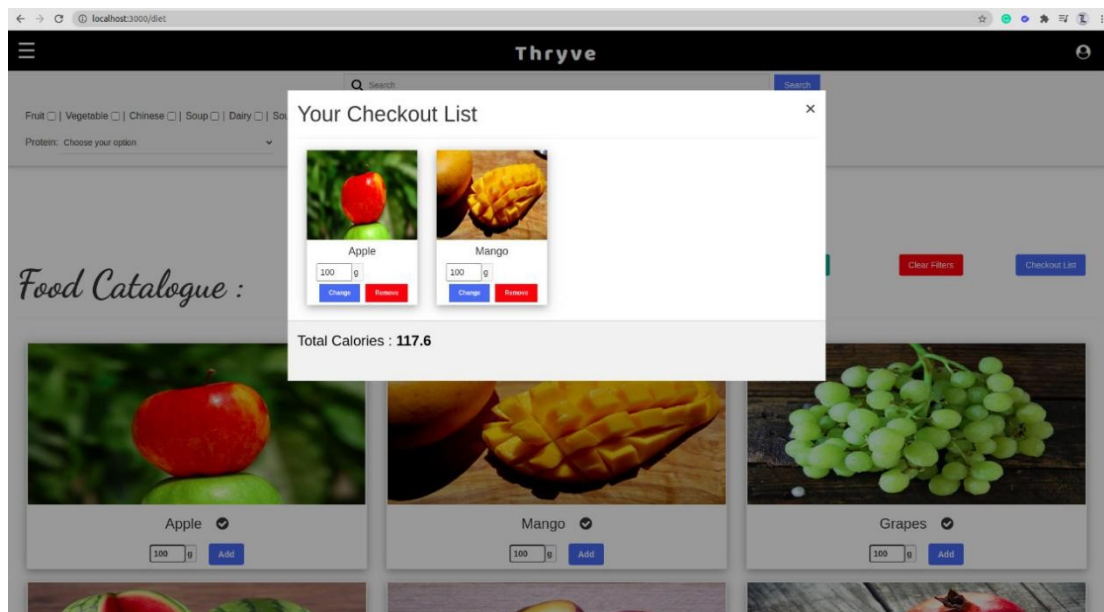 localhost:3000/diet
Thryve
Search Search
Fruit | Vegetable | Chinese | Soup | Dairy | Sou
Protein: Choose your option
Your Checkout List ×
Apple Mango
100 g 100 g
Change Remove Change Remove
Total Calories : 117.6
Food Catalogue :
Clear Filters Checkout List
Apple Mango Grapes
100 g Add 100 g Add 100 g Add